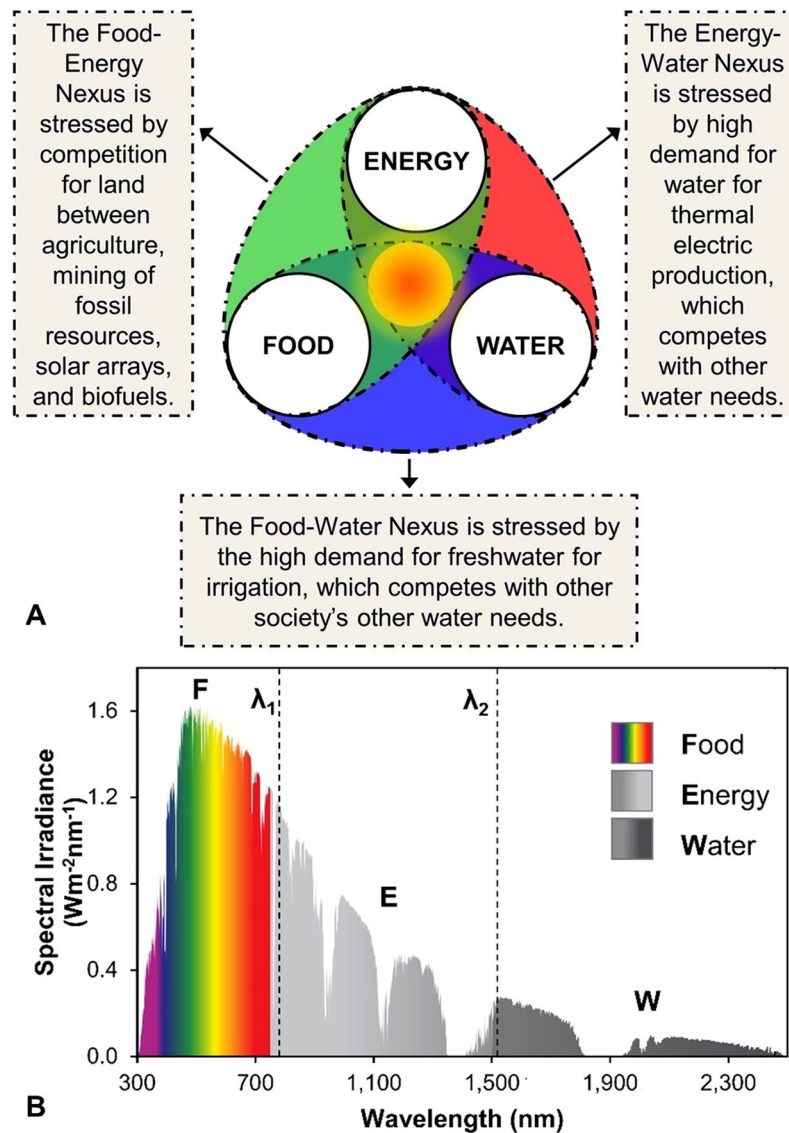 The Food-
Energy
Nexus is
stressed by
competition
for land
between
agriculture,
mining of
fossil
resources,
solar arrays,
and biofuels.
ENERGY
FOOD
WATER
The Energy-
Water Nexus
is stressed
by high
demand for
water for
thermal
electric
production,
which
competes
with other
water needs.
The Food-Water Nexus is stressed by
the high demand for freshwater for
irrigation, which competes with other
society's other water needs.
A
Spectral Irradiance
(Wm-2nm-1)
1.6
1.2
0.8
0.4
0.0
F
λ1
λ2
E
W
Food
Energy
Water
300
700
1,100
1,500
1,900
2,300
Wavelength (nm)
B